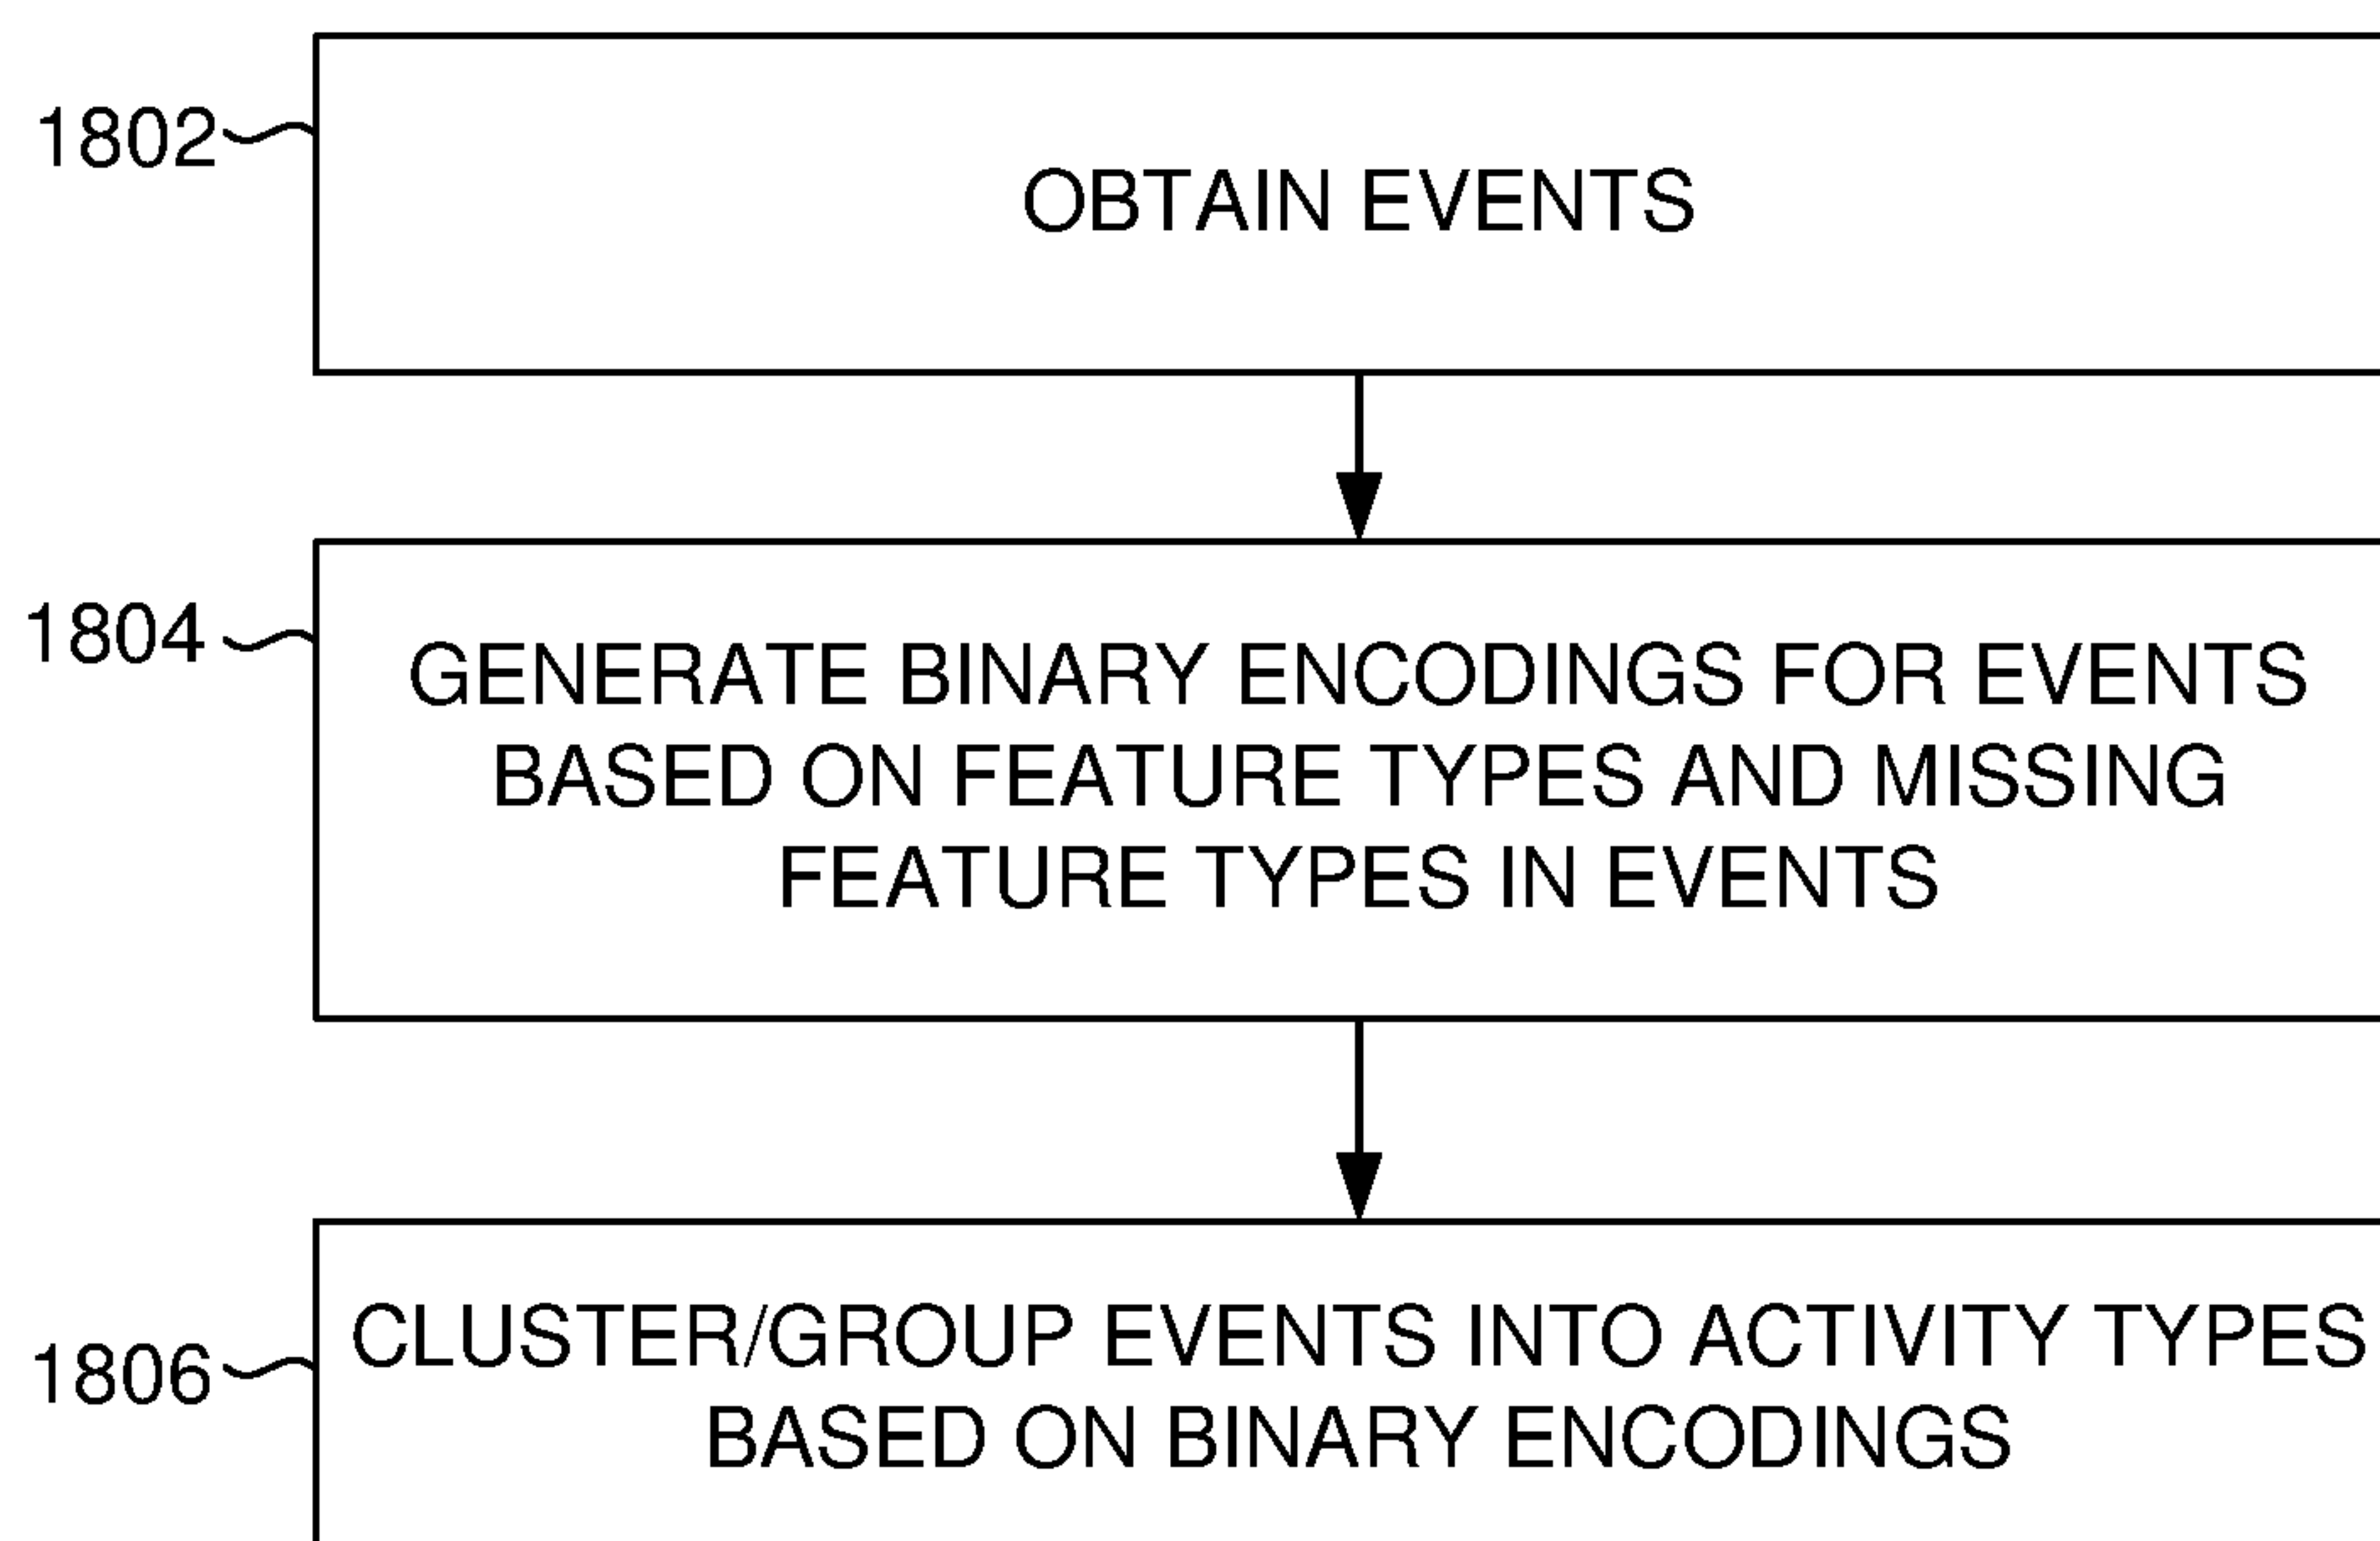 1802
OBTAIN EVENTS
1804
GENERATE BINARY ENCODINGS FOR EVENTS
BASED ON FEATURE TYPES AND MISSING
FEATURE TYPES IN EVENTS
1806
CLUSTER/GROUP EVENTS INTO ACTIVITY TYPES
BASED ON BINARY ENCODINGS